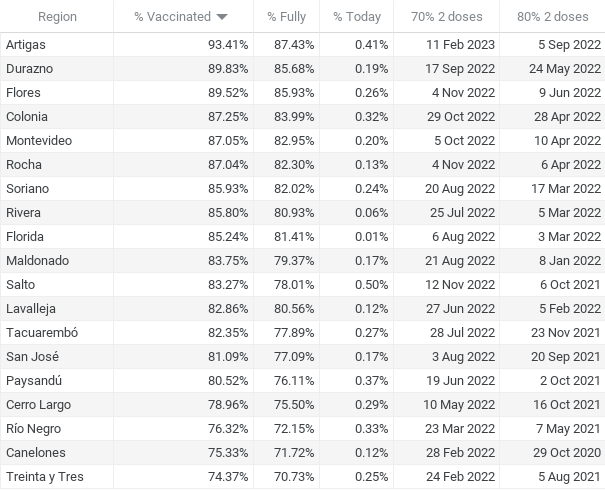 Region % Vaccinated % Fully % Today 70% 2 doses 80% 2 doses
Artigas 93.41% 87.43% 0.41% 11 Feb 2023 5 Sep 2022
Durazno 89.83% 85.68% 0.19% 17 Sep 2022 24 May 2022
Flores 89.52% 85.93% 0.26% 4 Nov 2022 9 Jun 2022
Colonia 87.25% 83.99% 0.32% 29 Oct 2022 28 Apr 2022
Montevideo 87.05% 82.95% 0.20% 5 Oct 2022 10 Apr 2022
Rocha 87.04% 82.30% 0.13% 4 Nov 2022 6 Apr 2022
Soriano 85.93% 82.02% 0.24% 20 Aug 2022 17 Mar 2022
Rivera 85.80% 80.93% 0.06% 25 Jul 2022 5 Mar 2022
Florida 85.24% 81.41% 0.01% 6 Aug 2022 3 Mar 2022
Maldonado 83.75% 79.37% 0.17% 21 Aug 2022 8 Jan 2022
Salto 83.27% 78.01% 0.50% 12 Nov 2022 6 Oct 2021
Lavalleja 82.86% 80.56% 0.12% 27 Jun 2022 5 Feb 2022
Tacuarembó 82.35% 77.89% 0.27% 28 Jul 2022 23 Nov 2021
San José 81.09% 77.09% 0.17% 3 Aug 2022 20 Sep 2021
Paysandú 80.52% 76.11% 0.37% 19 Jun 2022 2 Oct 2021
Cerro Largo 78.96% 75.50% 0.29% 10 May 2022 16 Oct 2021
Río Negro 76.32% 72.15% 0.33% 23 Mar 2022 7 May 2021
Canelones 75.33% 71.72% 0.12% 28 Feb 2022 29 Oct 2020
Treinta y Tres 74.37% 70.73% 0.25% 24 Feb 2022 5 Aug 2021